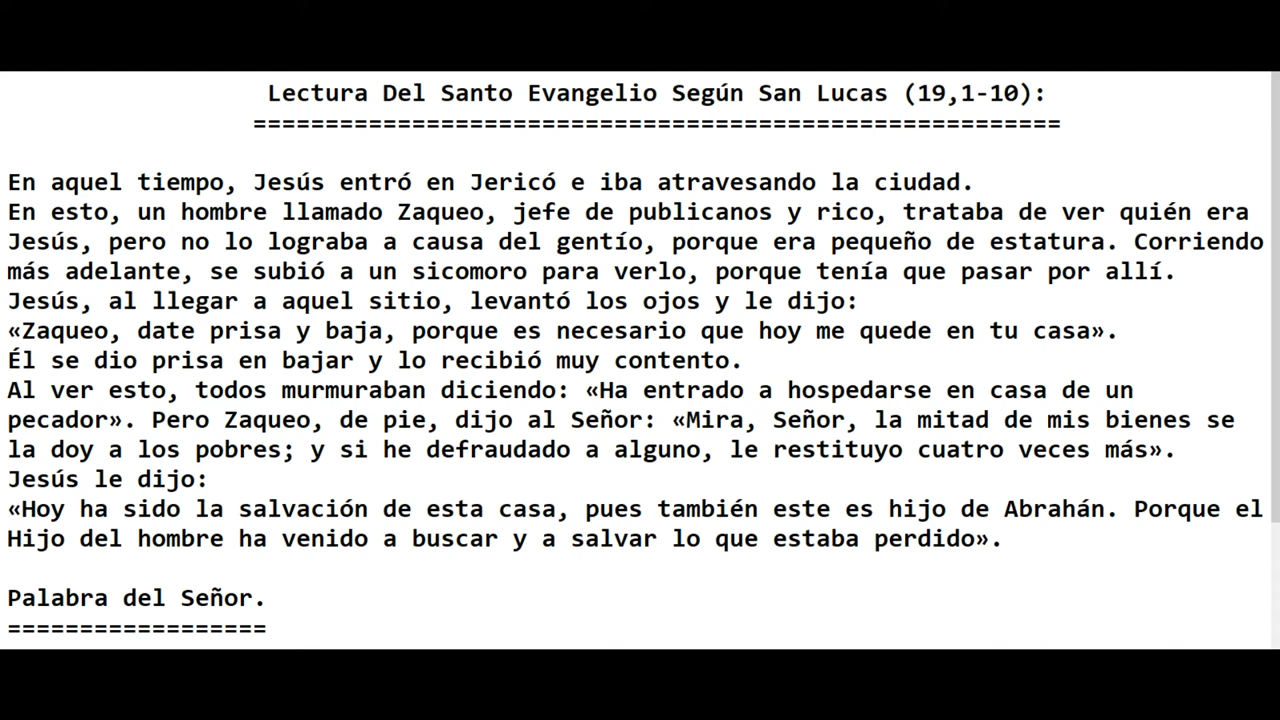 Lectura Del Santo Evangelio Según San Lucas (19,1-10):
========================================================
En aquel tiempo, Jesús entró en Jericó e iba atravesando la ciudad.
En esto, un hombre llamado Zaqueo, jefe de publicanos y rico, trataba de ver quién era
Jesús, pero no lo lograba a causa del gentío, porque era pequeño de estatura. Corriendo
más adelante, se subió a un sicomoro para verlo, porque tenía que pasar por allí.
Jesús, al llegar a aquel sitio, levantó los ojos y le dijo:
«Zaqueo, date prisa y baja, porque es necesario que hoy me quede en tu casa».
Él se dio prisa en bajar y lo recibió muy contento.
Al ver esto, todos murmuraban diciendo: «Ha entrado a hospedarse en casa de un
pecador». Pero Zaqueo, de pie, dijo al Señor: «Mira, Señor, la mitad de mis bienes se
la doy a los pobres; y si he defraudado a alguno, le restituyo cuatro veces más».
Jesús le dijo:
«Hoy ha sido la salvación de esta casa, pues también este es hijo de Abrahán. Porque el
Hijo del hombre ha venido a buscar y a salvar lo que estaba perdido».
Palabra del Señor.
==================